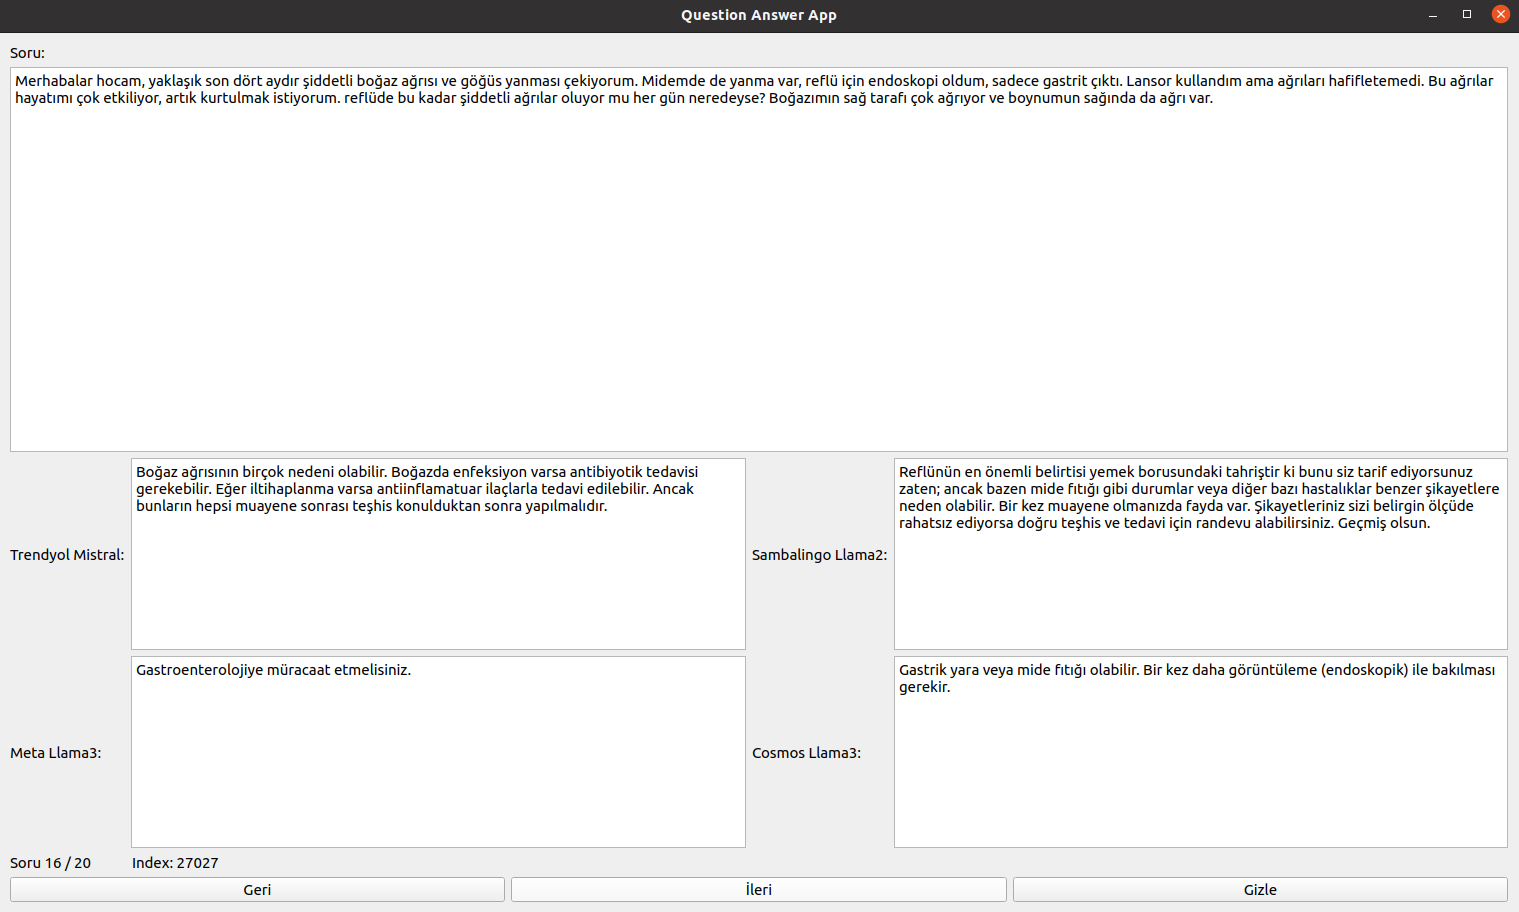 Question Answer App
Soru:
Merhabalar hocam, yaklaşık son dört aydır şiddetli boğaz ağrısı ve göğüs yanması çekiyorum. Midemde de yanma var, reflü için endoskopi oldum, sadece gastrit çıktı. Lansor kullandım ama ağrıları hafifletemedi. Bu ağrılar
hayatımı çok etkiliyor, artık kurtulmak istiyorum. reflüde bu kadar şiddetli ağrılar oluyor mu her gün neredeyse? Boğazımın sağ tarafı çok ağrıyor ve boynumun sağında da ağrı var.
Trendyol Mistral:
Boğaz ağrısının birçok nedeni olabilir. Boğazda enfeksiyon varsa antibiyotik tedavisi
gerekebilir. Eğer iltihaplanma varsa antiinflamatuar ilaçlarla tedavi edilebilir. Ancak
bunların hepsi muayene sonrası teşhis konulduktan sonra yapılmalıdır.
Sambalingo Llama2:
Reflünün en önemli belirtisi yemek borusundaki tahriştir ki bunu siz tarif ediyorsunuz
zaten; ancak bazen mide fıtığı gibi durumlar veya diğer bazı hastalıklar benzer şikayetlere
neden olabilir. Bir kez muayene olmanızda fayda var. Şikayetleriniz sizi belirgin ölçüde
rahatsız ediyorsa doğru teşhis ve tedavi için randevu alabilirsiniz. Geçmiş olsun.
Meta Llama3:
Gastroenterolojiye müracaat etmelisiniz.
Cosmos Llama3:
Gastrik yara veya mide fıtığı olabilir. Bir kez daha görüntüleme (endoskopik) ile bakılması
gerekir.
Soru 16 / 20
Index: 27027
Geri
İleri
Gizle